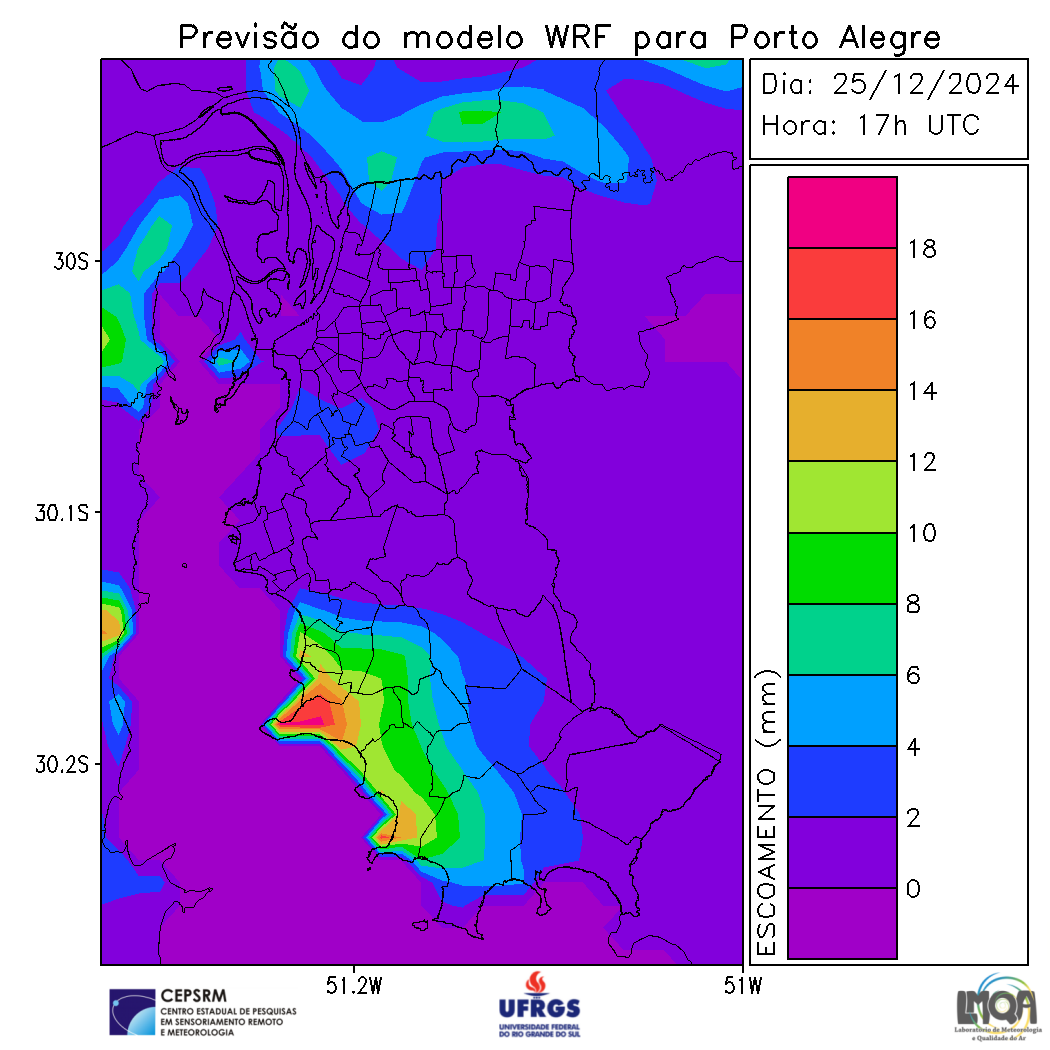 Previsão do modelo WRF para Porto Alegre
Dia: 25/12/2024
Hora: 17h UTC
30S
30.1S
30.2S
51.2W
51W
18
16
14
12
10
8
6
4
2
0
ESCOAMENTO (mm)
CEPSRM
CENTRO ESTADUAL DE PESQUISAS
EM SENSORIAMENTO REMOTO
E METEOROLOGIA
UFRGS
UNIVERSIDADE FEDERAL
DO RIO GRANDE DO SUL
LMQA
Laboratório de Meteorologia
e Qualidade do Ar